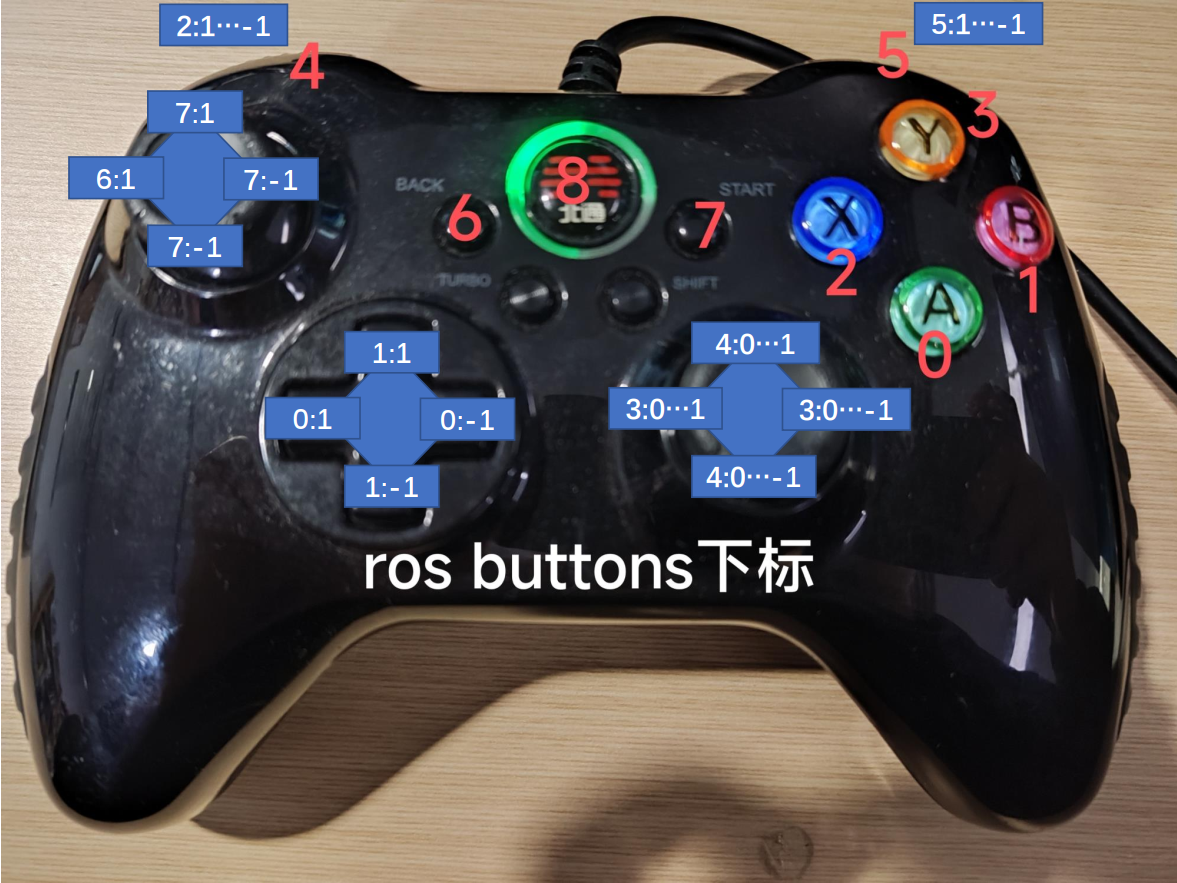 2:1···-1
5:1···-1
4
5
7:1
3
6:1
7:-1
8
BACK
START
Y
北通
6
7
X
B
7:-1
2
1
TURBO
SHIFT
A
0
1:1
4:0···1
0:1
0:-1
3:0···1
3:0···-1
1:-1
4:0···-1
ros buttons下标